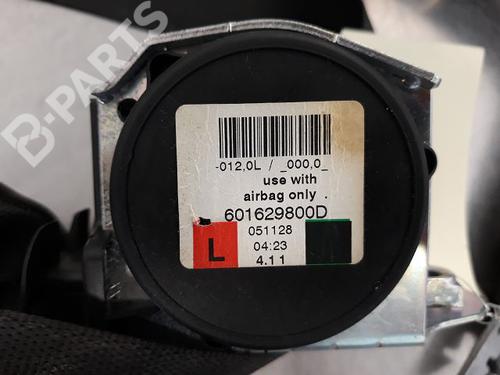 B-PARTS
-012,0L / _000,0_
use with
airbag only .
601629800D
051128
L
04:23
4.11